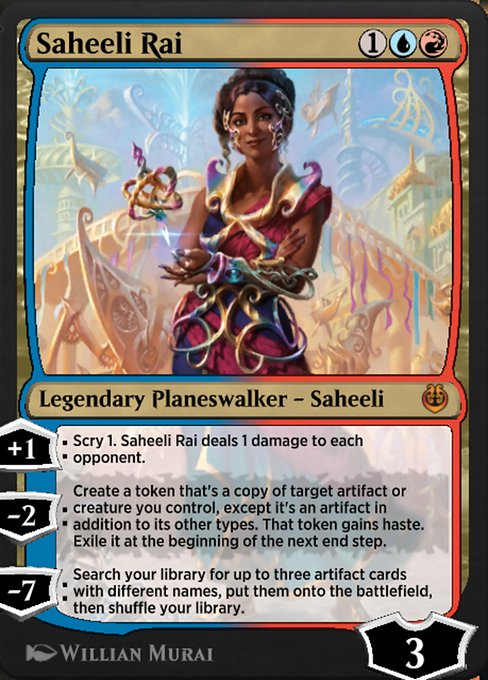 Saheeli Rai 1
Legendary Planeswalker – Saheeli
+1
Scry 1. Saheeli Rai deals 1 damage to each
opponent.
−2
Create a token that's a copy of target artifact or
creature you control, except it's an artifact in
addition to its other types. That token gains haste.
Exile it at the beginning of the next end step.
−7
Search your library for up to three artifact cards
with different names, put them onto the battlefield,
then shuffle your library.
Willian Murai
3